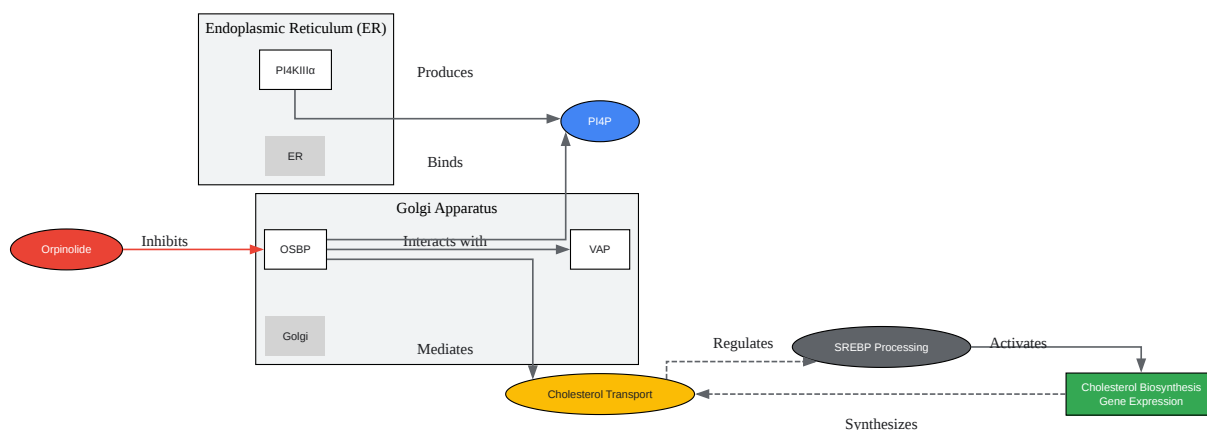 Endoplasmic Reticulum (ER)
PI4KIIIα
Produces
PI4P
ER
Binds
Golgi Apparatus
Orpinolide
Inhibits
OSBP
Interacts with
VAP
Golgi
Mediates
Regulates
SREBP Processing
Activates
Cholesterol Transport
Cholesterol Biosynthesis
Gene Expression
Synthesizes